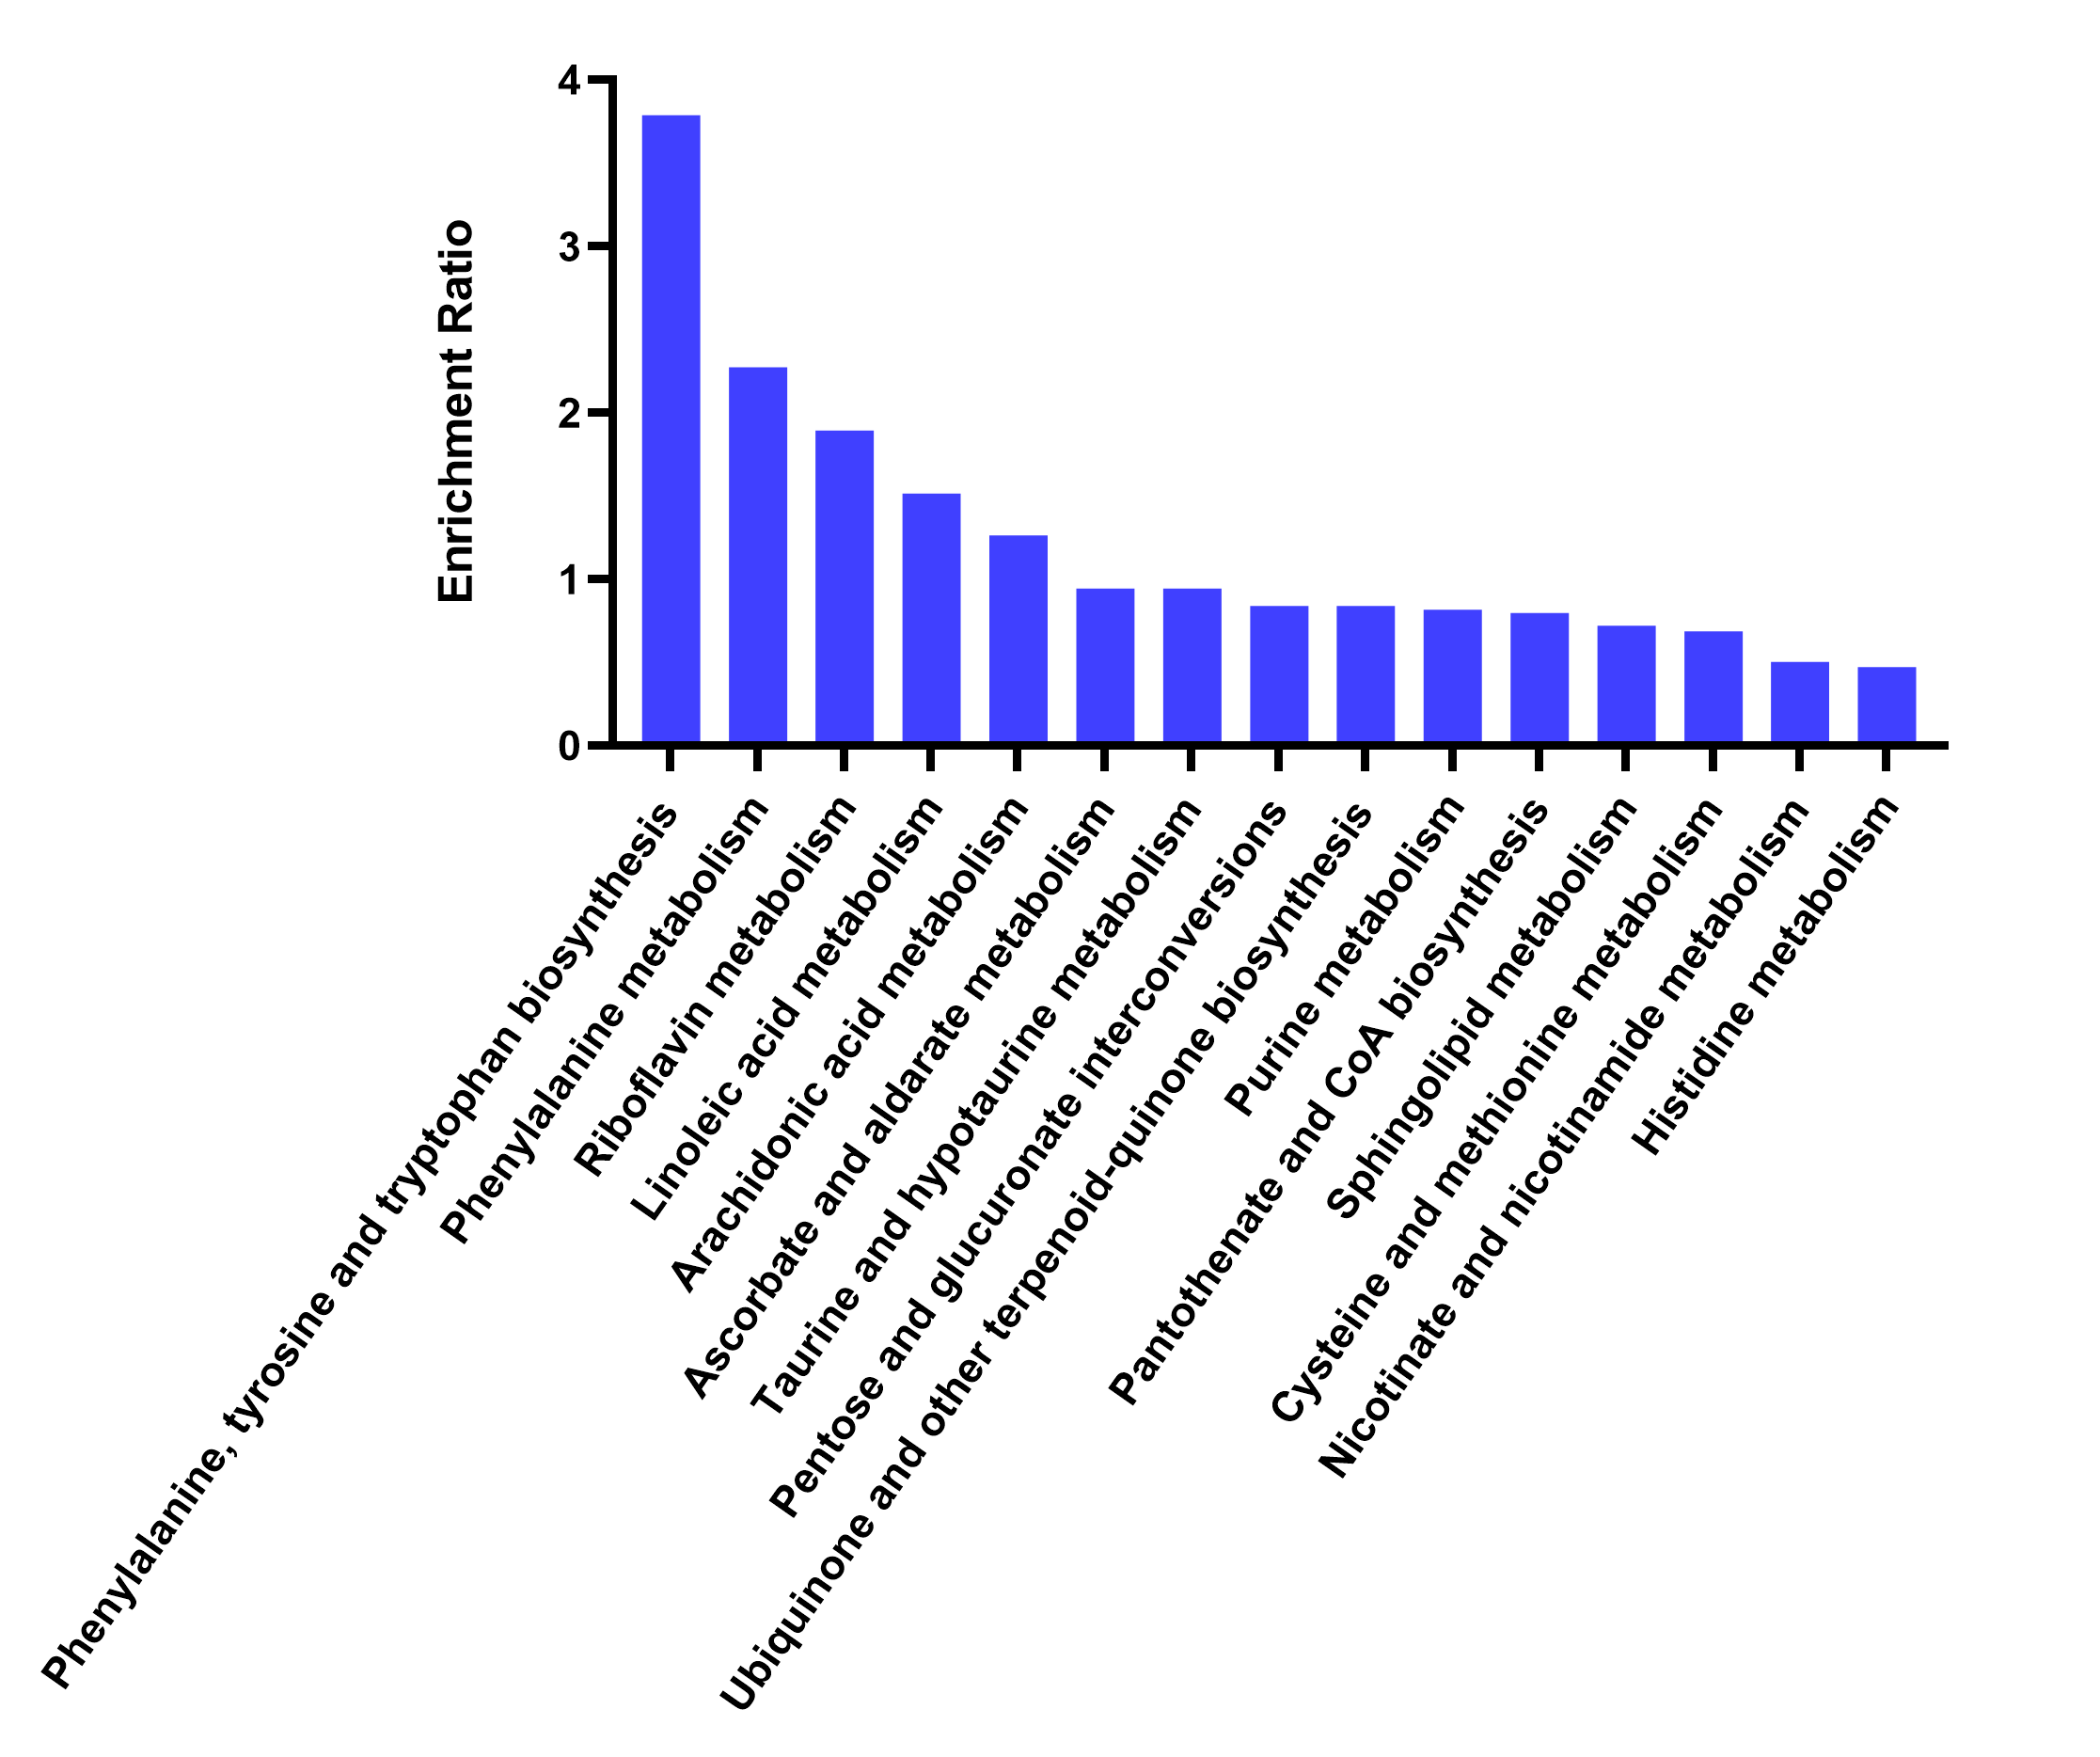 Enrichment Ratio
4
3
2
1
0
Phenylalanine, tyrosine and tryptophan biosynthesis
Phenylalanine metabolism
Riboflavin metabolism
Linoleic acid metabolism
Arachidonic acid metabolism
Ascorbate and aldarate metabolism
Taurine and hypotaurine metabolism
Pentose and glucuronate interconversions
Ubiquinone and other terpenoid-quinone biosynthesis
Purine metabolism
Pantothenate and CoA biosynthesis
Sphingolipid metabolism
Cysteine and methionine metabolism
Nicotinate and nicotinamide metabolism
Histidine metabolism